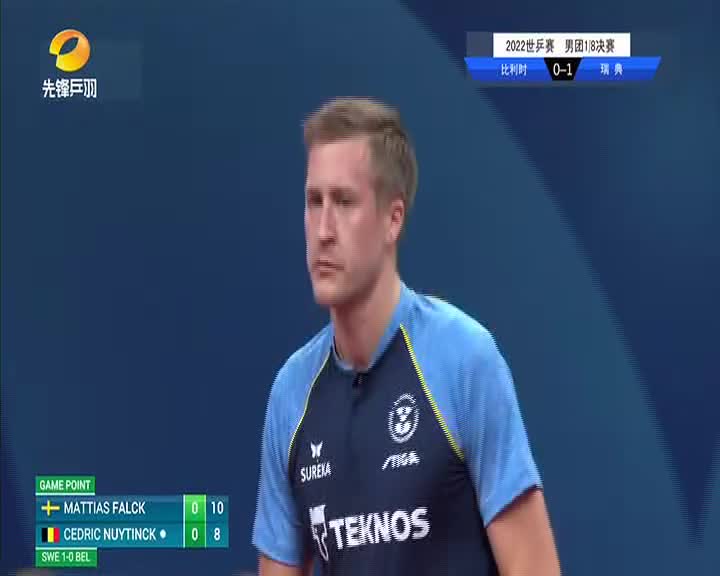 先锋乒羽
2022世乒赛 男团1/8决赛
比利时 0-1 瑞典
SURÉKA
STIGA
TEKNOS
GAME POINT
MATTIAS FALCK 0 10
CEDRIC NUYTINCK 0 8
SWE 1-0 BEL